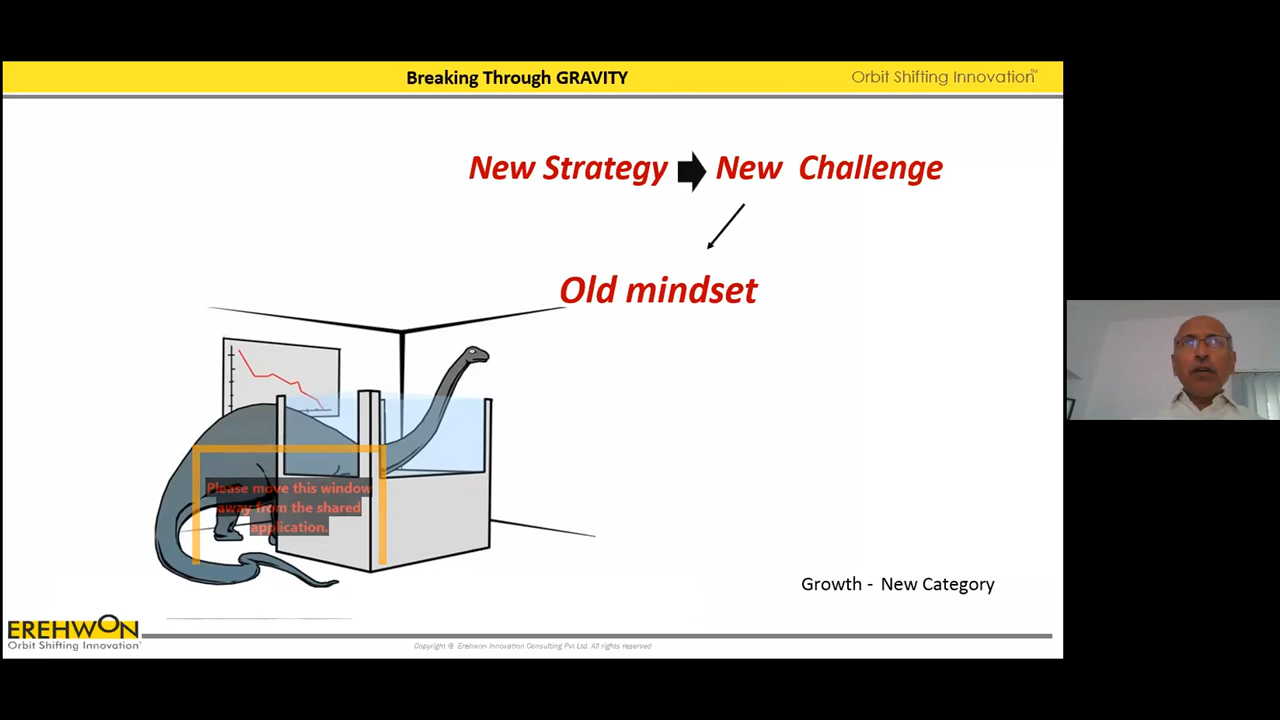 Breaking Through GRAVITY
Orbit Shifting Innovation™
New Strategy New Challenge
Old mindset
Please move this window
away from the shared
application.
Growth - New Category
EREHWON
Orbit Shifting Innovation
Copyright @ Erehwon Innovation Consulting Pvt Ltd. All rights reserved